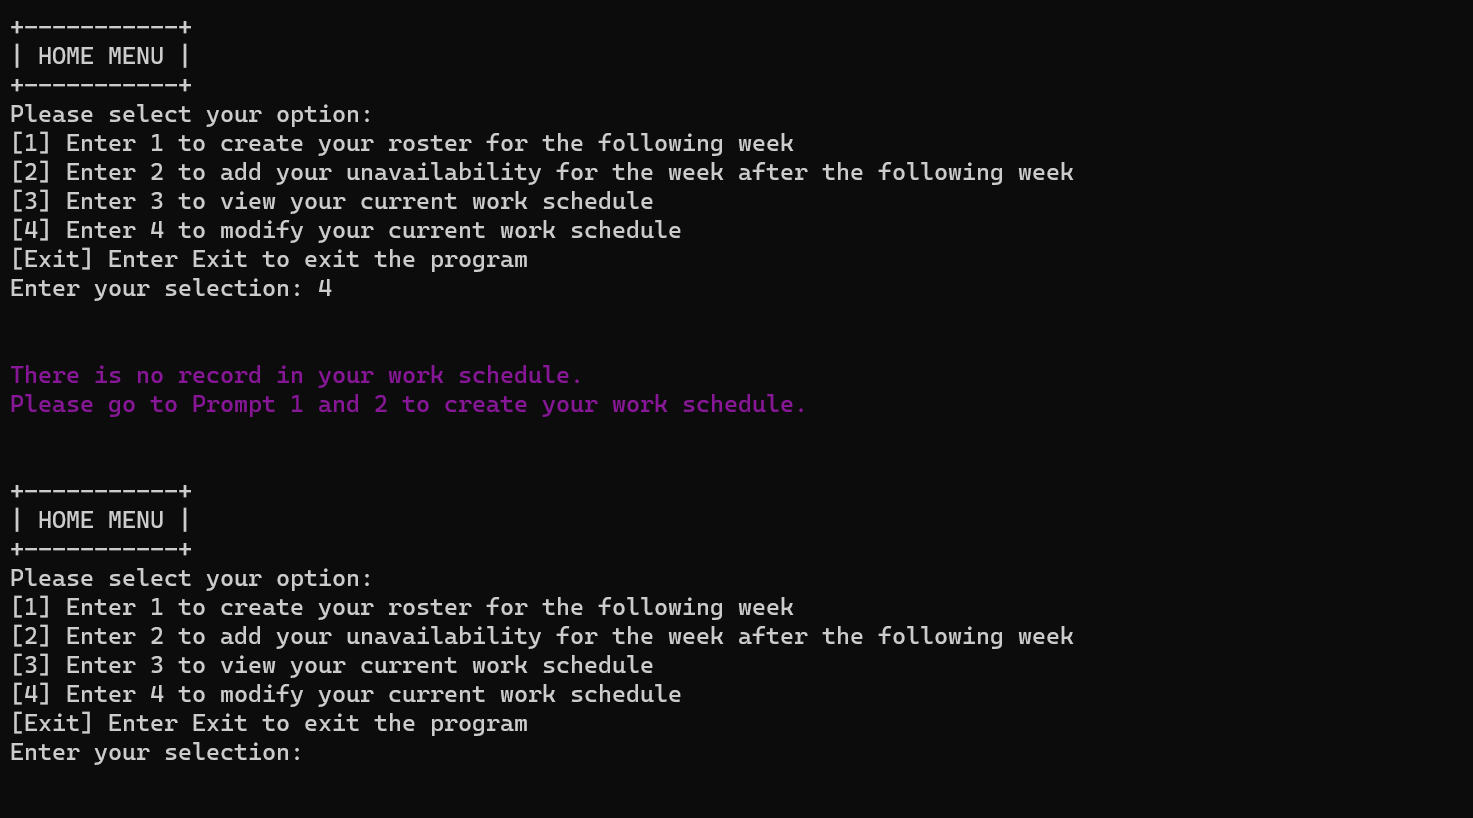 +-----------+
| HOME MENU |
+-----------+
Please select your option:
[1] Enter 1 to create your roster for the following week
[2] Enter 2 to add your unavailability for the week after the following week
[3] Enter 3 to view your current work schedule
[4] Enter 4 to modify your current work schedule
[Exit] Enter Exit to exit the program
Enter your selection: 4
There is no record in your work schedule.
Please go to Prompt 1 and 2 to create your work schedule.
+-----------+
| HOME MENU |
+-----------+
Please select your option:
[1] Enter 1 to create your roster for the following week
[2] Enter 2 to add your unavailability for the week after the following week
[3] Enter 3 to view your current work schedule
[4] Enter 4 to modify your current work schedule
[Exit] Enter Exit to exit the program
Enter your selection: